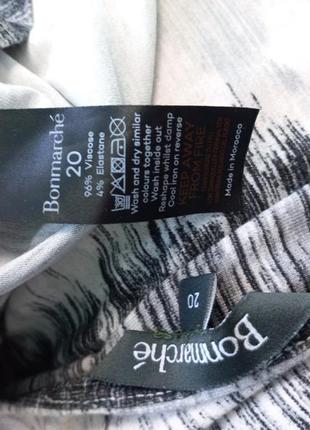 Bonmarché
20
96% Viscose
4% Elastane
Wash and dry similar
colours together
Wash inside out
Reshape whilst damp
Cool iron on reverse
KEEP AWAY
FROM FIRE
Made in Morocco
20
Bonmarché